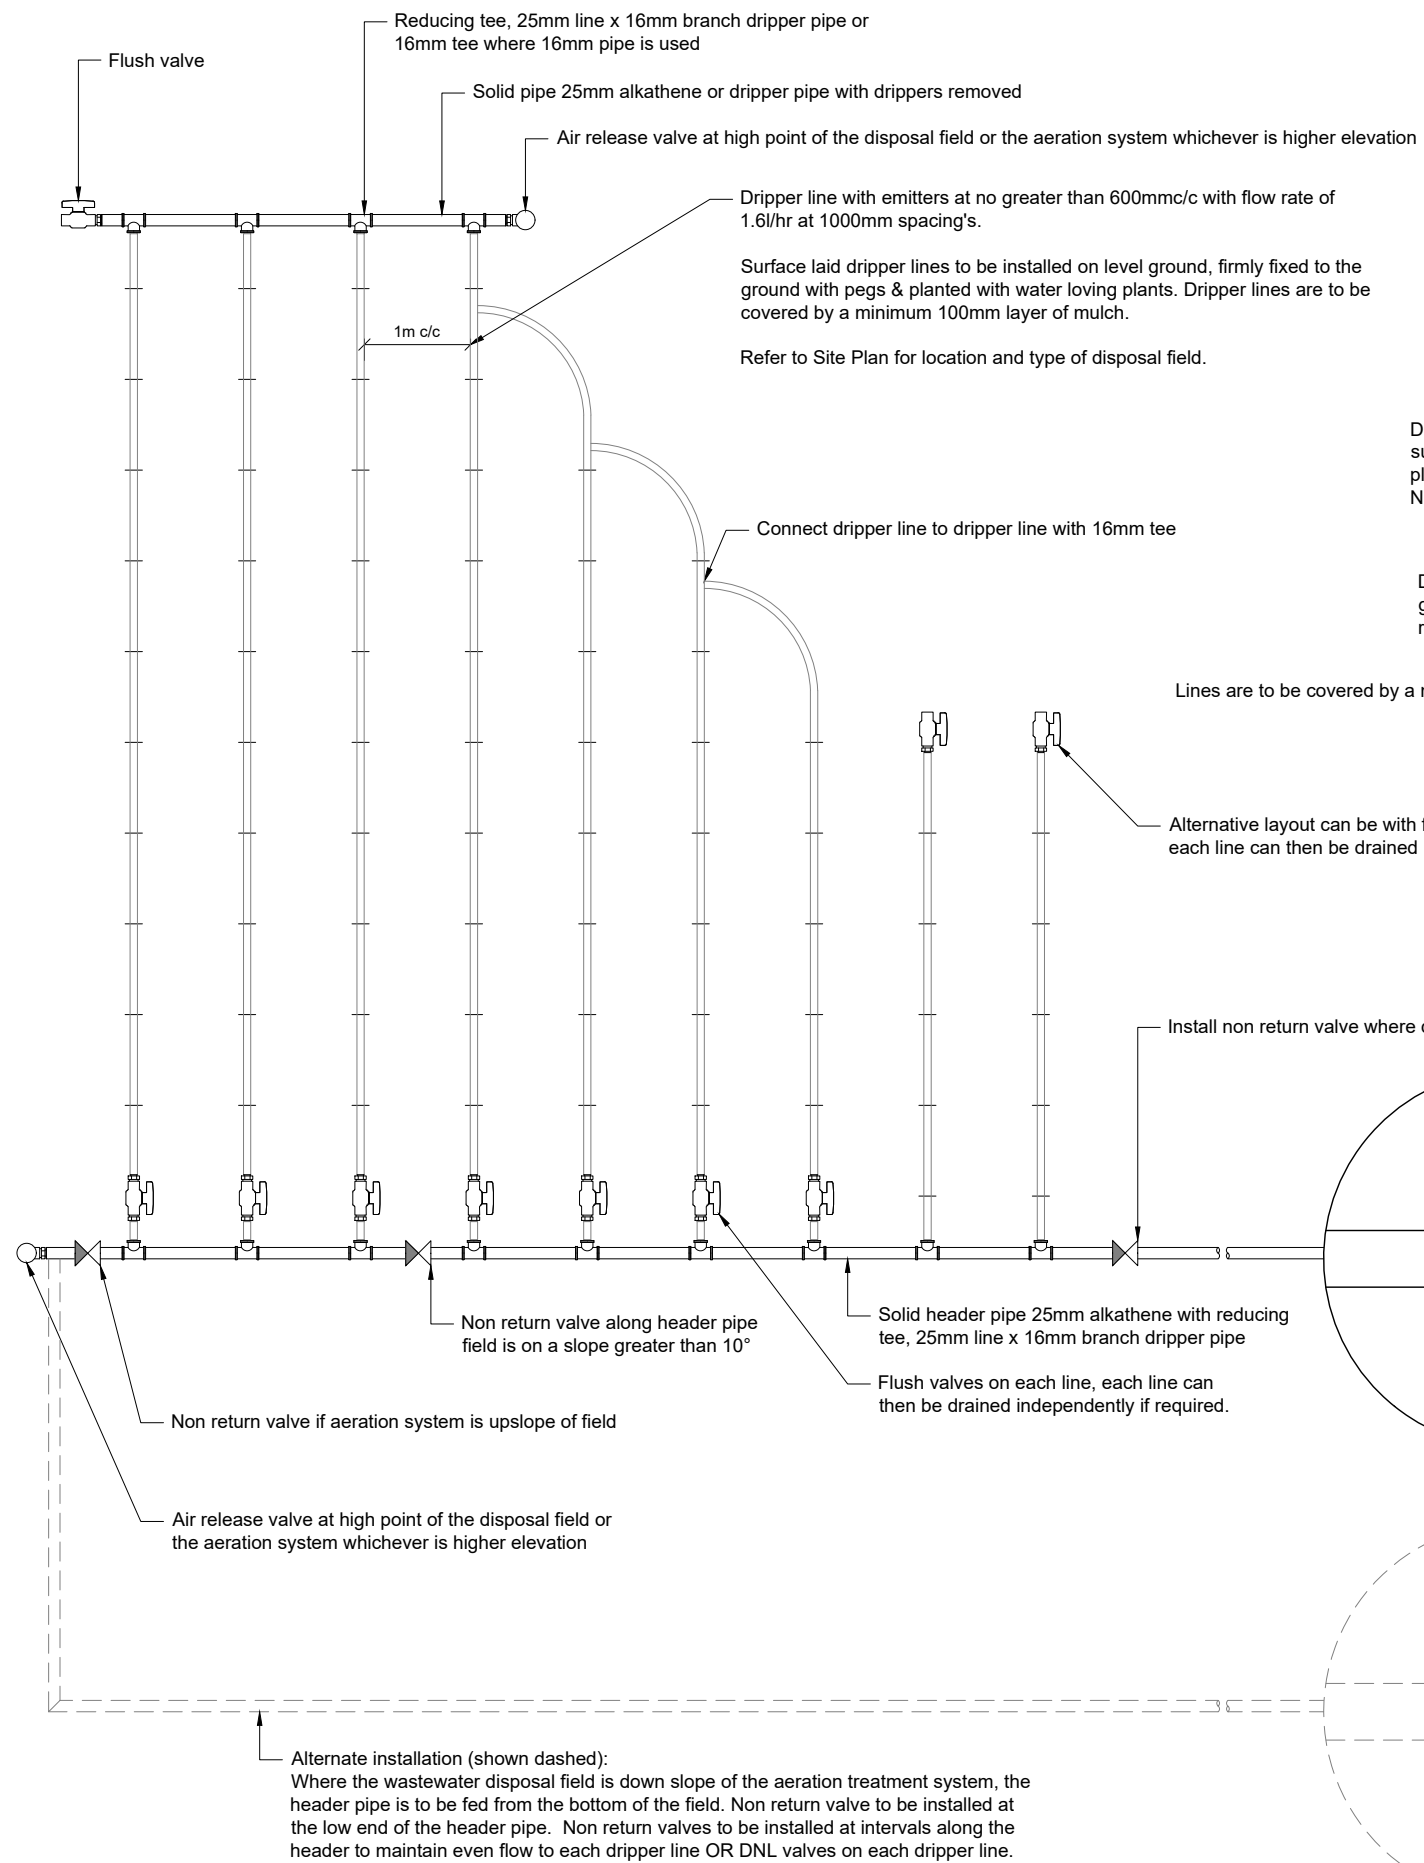 Reducing tee, 25mm line x 16mm branch dripper pipe or
16mm tee where 16mm pipe is used
Flush valve
Solid pipe 25mm alkathene or dripper pipe with drippers removed
Air release valve at high point of the disposal field or the aeration system whichever is higher elevation
Dripper line with emitters at no greater than 600mmc/c with flow rate of
1.6l/hr at 1000mm spacing's.
Surface laid dripper lines to be installed on level ground, firmly fixed to the
ground with pegs & planted with water loving plants. Dripper lines are to be
covered by a minimum 100mm layer of mulch.
1m c/c
Refer to Site Plan for location and type of disposal field.
Connect dripper line to dripper line with 16mm tee
Lines are to be covered by a
Alternative layout can be with
each line can then be drained
Install non return valve where
Solid header pipe 25mm alkathene with reducing
tee, 25mm line x 16mm branch dripper pipe
Non return valve along header pipe
field is on a slope greater than 10°
Flush valves on each line, each line can
then be drained independently if required.
Non return valve if aeration system is upslope of field
Air release valve at high point of the disposal field or
the aeration system whichever is higher elevation
Alternate installation (shown dashed):
Where the wastewater disposal field is down slope of the aeration treatment system, the
header pipe is to be fed from the bottom of the field. Non return valve to be installed at
the low end of the header pipe. Non return valves to be installed at intervals along the
header to maintain even flow to each dripper line OR DNL valves on each dripper line.